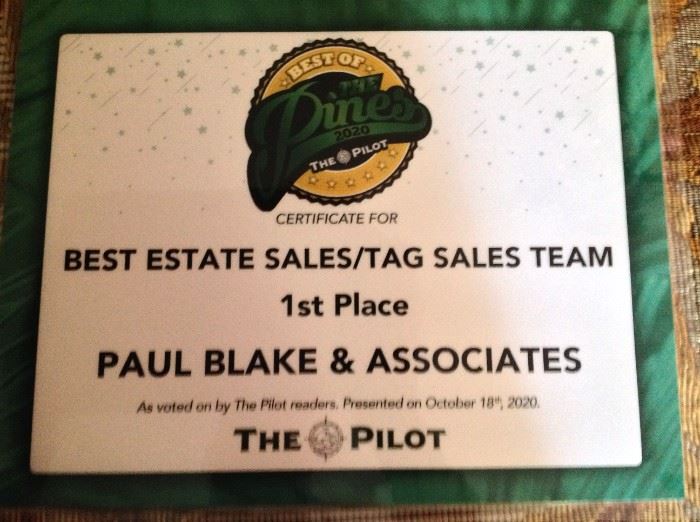 BEST OF
THE
Pines
2020
THE PILOT
CERTIFICATE FOR
BEST ESTATE SALES/TAG SALES TEAM
1st Place
PAUL BLAKE & ASSOCIATES
As voted on by The Pilot readers. Presented on October 18th, 2020.
THE PILOT